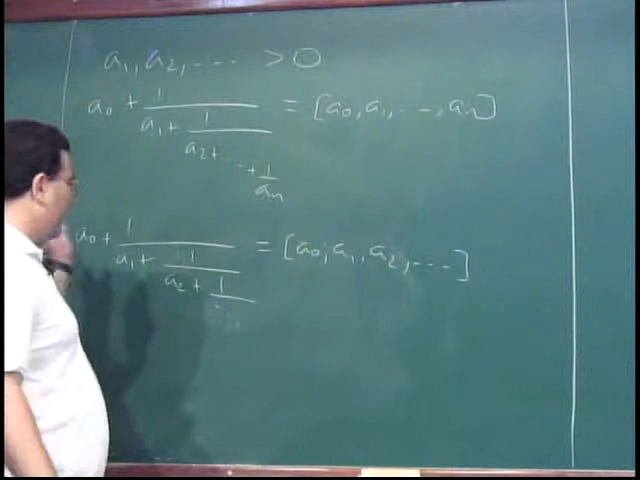 a₁, a₂, ... > 0
a₀ + 1/(a₁ + 1/(a₂ + ... + 1/aₙ)) = [a₀, a₁, ..., aₙ]
a₀ + 1/(a₁ + 1/(a₂ + 1/⋱)) = [a₀; a₁, a₂, ...]